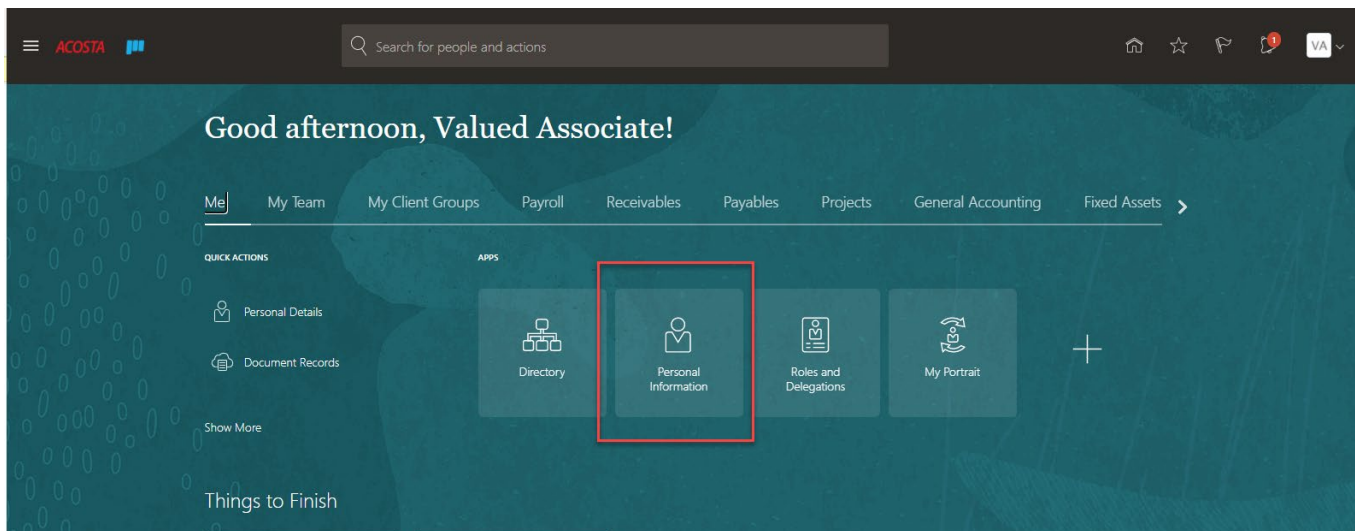 ACOSTA
Search for people and actions
1
VA
Good afternoon, Valued Associate!
Me My Team My Client Groups Payroll Receivables Payables Projects General Accounting Fixed Assets
QUICK ACTIONS
APPS
Personal Details
Document Records
Show More
Directory
Personal
Information
Roles and
Delegations
My Portrait
Things to Finish